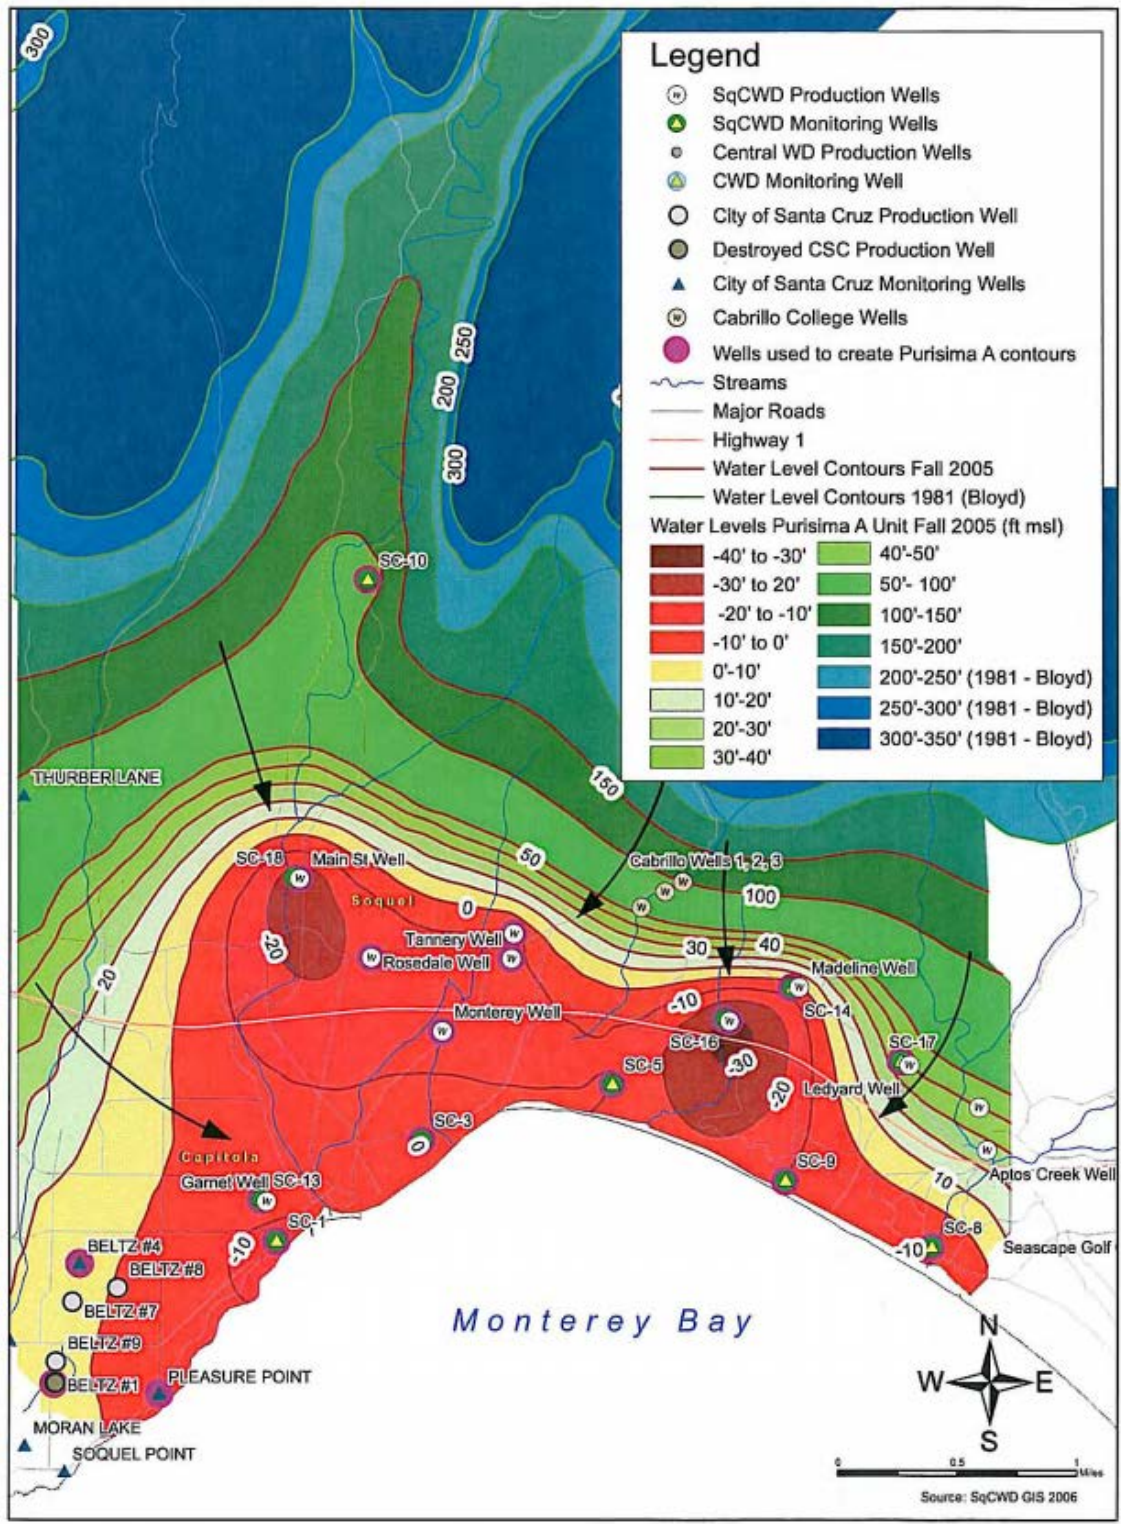 300
Legend
SqCWD Production Wells
SqCWD Monitoring Wells
Central WD Production Wells
CWD Monitoring Well
City of Santa Cruz Production Well
Destroyed CSC Production Well
City of Santa Cruz Monitoring Wells
Cabrillo College Wells
Wells used to create Purisima A contours
Streams
Major Roads
Highway 1
Water Level Contours Fall 2005
Water Level Contours 1981 (Bloyd)
Water Levels Purisima A Unit Fall 2005 (ft msl)
-40' to -30'
-30' to 20'
-20' to -10'
-10' to 0'
0'-10'
10'-20'
20'-30'
30'-40'
40'-50'
50'- 100'
100'-150'
150'-200'
200'-250' (1981 - Bloyd)
250'-300' (1981 - Bloyd)
300'-350' (1981 - Bloyd)
250
200
300
SC-10
THURBER LANE
150
SC-18
Main St Well
50
Cabrillo Wells 1, 2, 3
Soquel
0
100
Tannery Well
-20
30
40
Rosedale Well
Madeline Well
20
-10
Monterey Well
SC-14
SC-16
SC-17
SC-5
-30
-20
Ledyard Well
SC-3
0
Capitola
SC-9
Garnet Well
SC-13
10
Aptos Creek Well
SC-1
SC-8
-10
-10
Seascape Golf
BELTZ #4
BELTZ #8
BELTZ #7
Monterey Bay
BELTZ #9
BELTZ #1
PLEASURE POINT
MORAN LAKE
SOQUEL POINT
N
W
E
S
0
0.5
1
Miles
Source: SqCWD GIS 2006